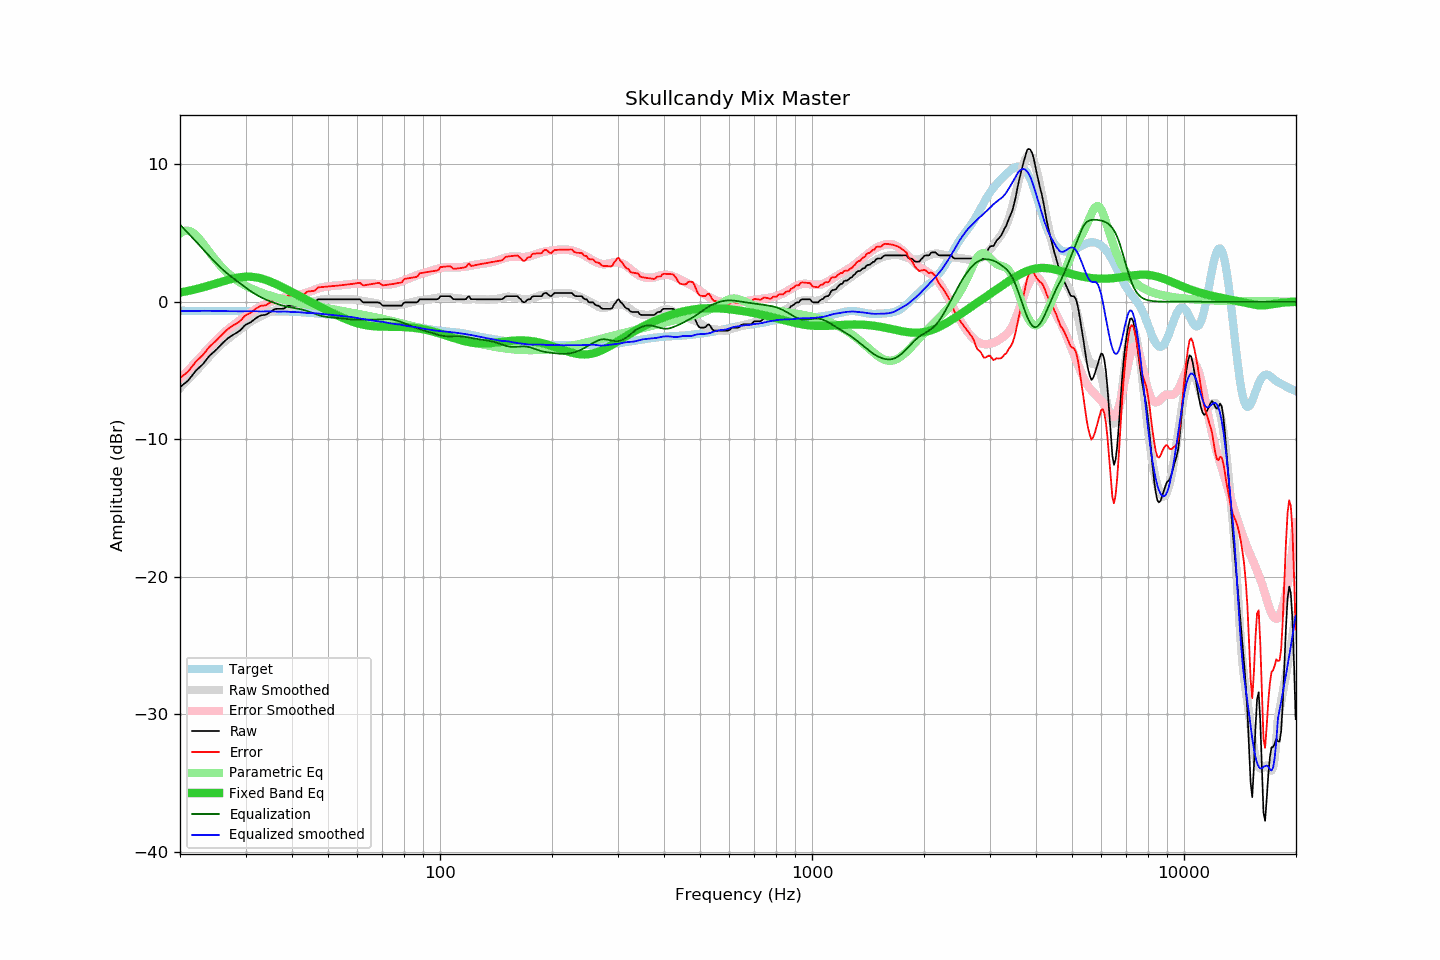 Skullcandy Mix Master
10
0
−10
−20
−30
−40
Amplitude (dBr)
Target
Raw Smoothed
Error Smoothed
Raw
Error
Parametric Eq
Fixed Band Eq
Equalization
Equalized smoothed
100
1000
10000
Frequency (Hz)